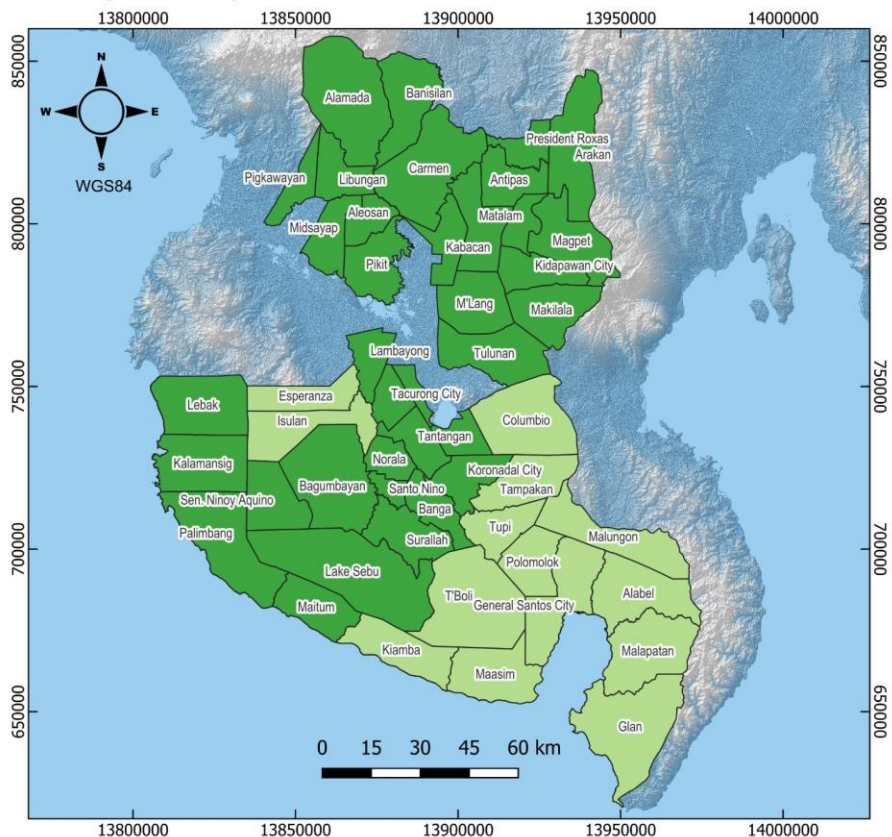 13800000 13850000 13900000 13950000 14000000
850000 850000
N
W E
S
WGS84
Banisilan
Alamada
President Roxas
Arakan
Carmen
Pigkawayan
Libungan
Antipas
Aleosan
Matalam
Midsayap
Magpet
800000 800000
Kabacan
Pikit
Kidapawan City
M'Lang
Makilala
Lambayong
Tulunan
750000 750000
Esperanza
Tacurong City
Lebak
Isulan
Columbio
Tantangan
Norala
Kalamansig
Koronadal City
Bagumbayan
Santo Nino
Tampakan
Sen. Ninoy Aquino
Banga
Palimbang
Tupi
Surallah
Malungon
700000 700000
Lake Sebu
Polomolok
T'Boli
Alabel
Maitum
General Santos City
Kiamba
Malapatan
Maasim
650000 650000
Glan
0 15 30 45 60 km
13800000 13850000 13900000 13950000 14000000